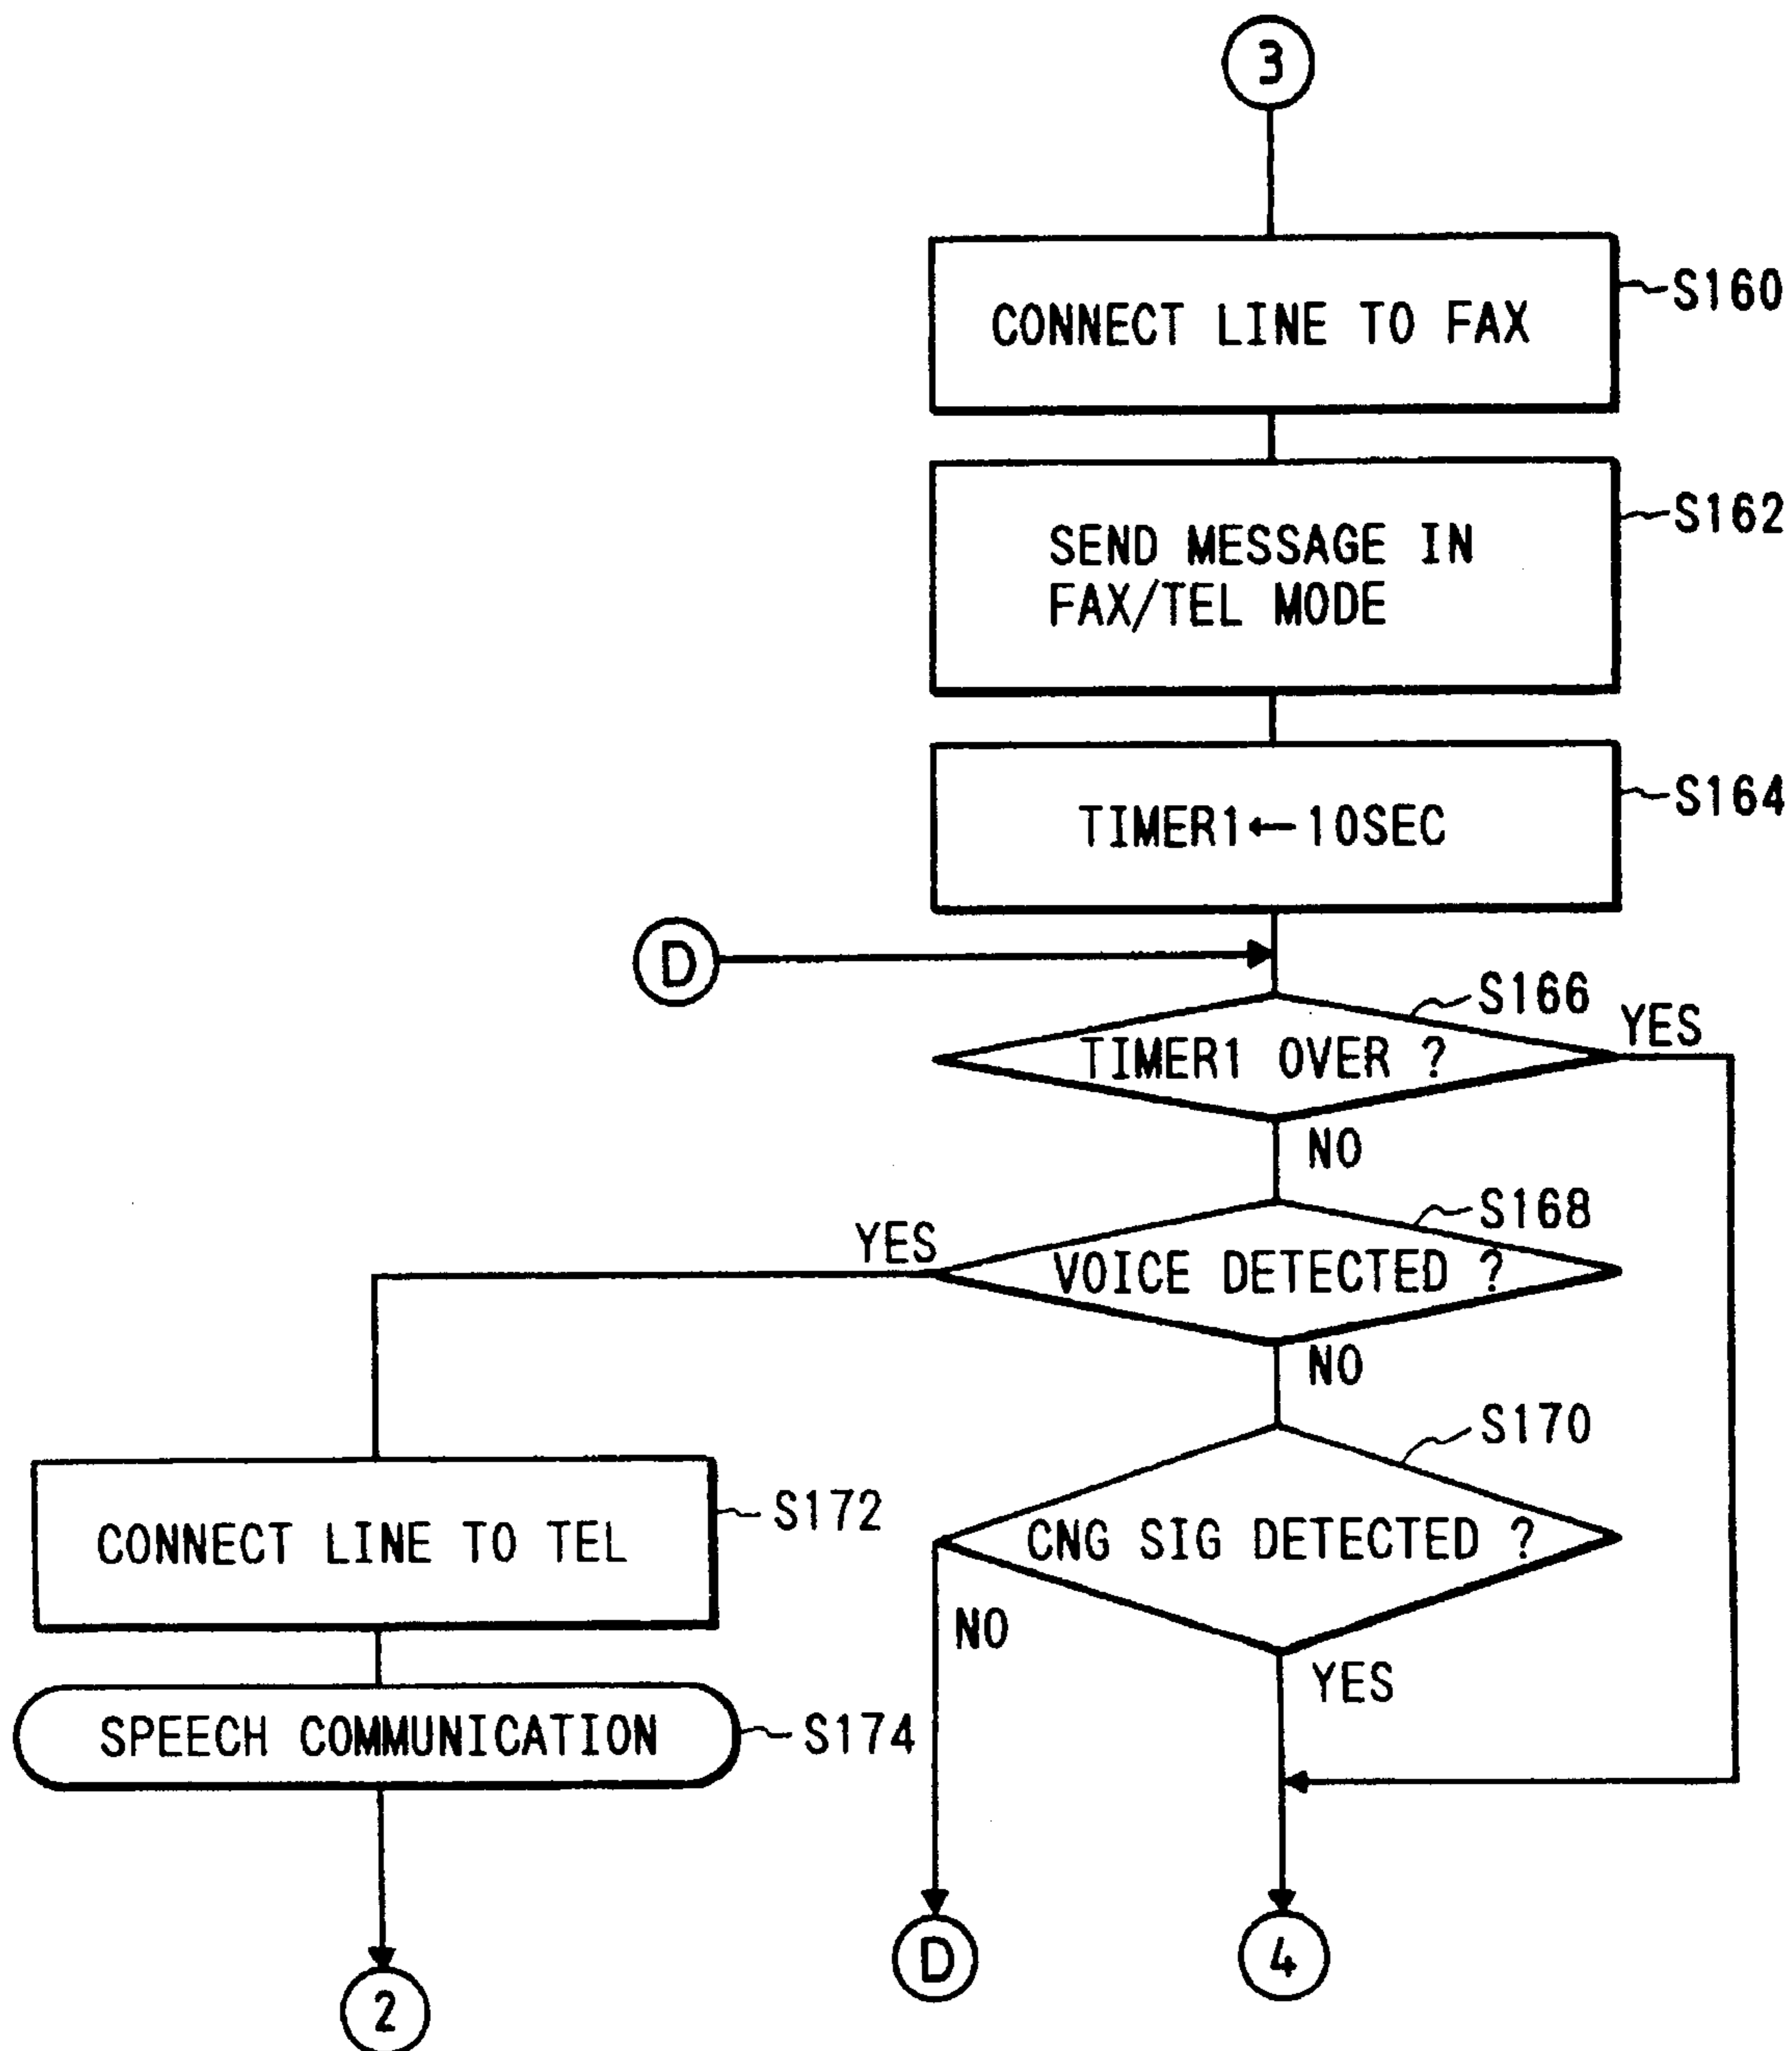 3
CONNECT LINE TO FAX
S160
SEND MESSAGE IN
FAX/TEL MODE
S162
TIMER1←10SEC
S164
D
S166
TIMER1 OVER ?
YES
NO
S168
YES
VOICE DETECTED ?
NO
S170
CNG SIG DETECTED ?
NO
YES
CONNECT LINE TO TEL
S172
SPEECH COMMUNICATION
S174
D
4
2